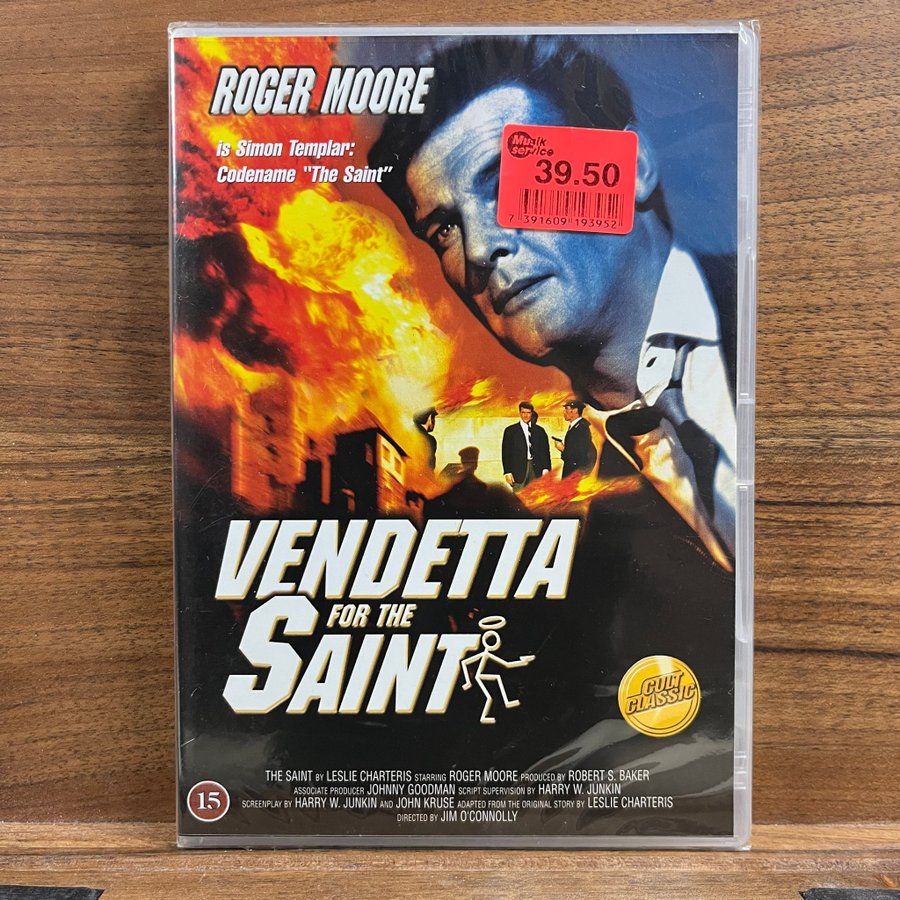 ROGER MOORE
is Simon Templar:
Codename "The Saint"
Musik
service
39.50
7 391609 193952
VENDETTA
FOR THE
SAINT
CULT
CLASSIC
15
THE SAINT BY LESLIE CHARTERIS STARRING ROGER MOORE PRODUCED BY ROBERT S. BAKER
ASSOCIATE PRODUCER JOHNNY GOODMAN SCRIPT SUPERVISION BY HARRY W. JUNKIN
SCREENPLAY BY HARRY W. JUNKIN AND JOHN KRUSE ADAPTED FROM THE ORIGINAL STORY BY LESLIE CHARTERIS
DIRECTED BY JIM O'CONNOLLY